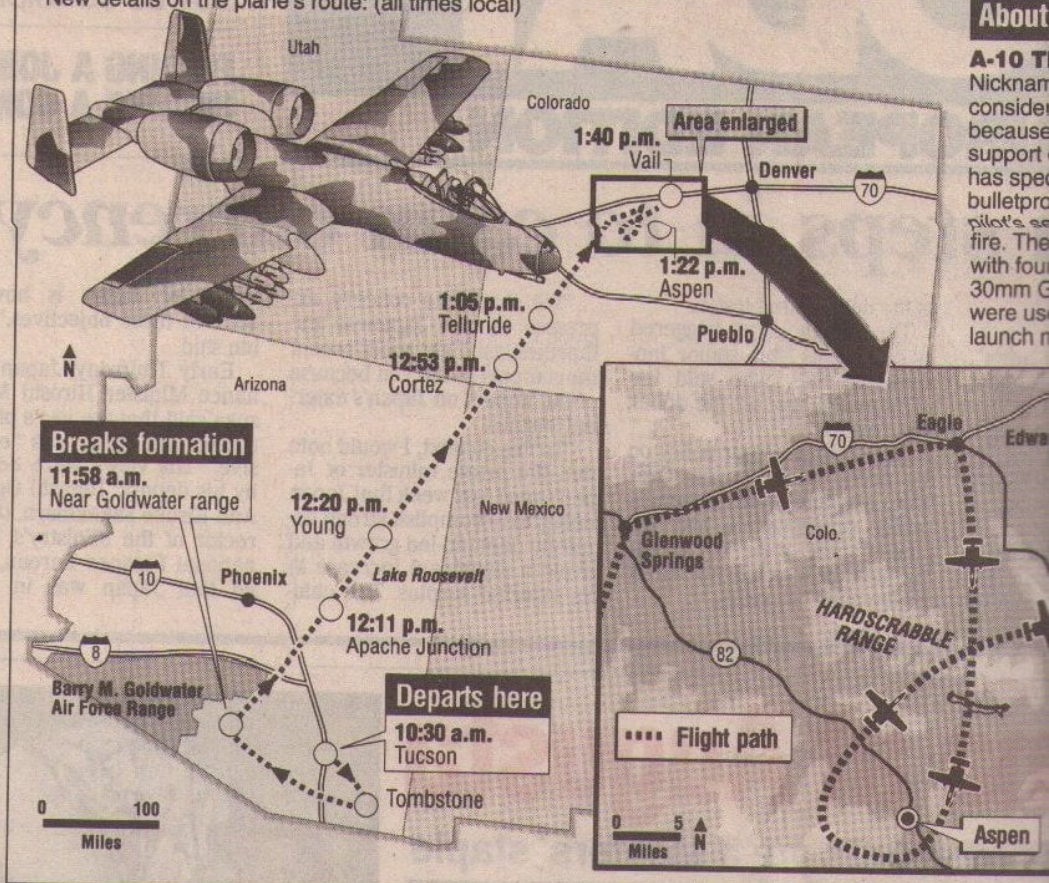 New details on the plane's route: (all times local)
Utah
Colorado
1:40 p.m.
Vail
Area enlarged
Denver
70
1:22 p.m.
Aspen
Pueblo
1:05 p.m.
Telluride
12:53 p.m.
Cortez
N
Arizona
Breaks formation
11:58 a.m.
Near Goldwater range
12:20 p.m.
Young
New Mexico
10
Phoenix
Lake Roosevelt
12:11 p.m.
Apache Junction
8
Barry M. Goldwater
Air Force Range
Departs here
10:30 a.m.
Tucson
Tombstone
0 100
Miles
About
A-10
Nicknam
consider
because
support
has spec
bulletpro
pilot's se
fire. The
with four
30mm G
were use
launch m
70
Eagle
Edwa
Glenwood
Springs
Colo.
HARDSCRABBLE
RANGE
82
Flight path
0 5
Miles
N
Aspen